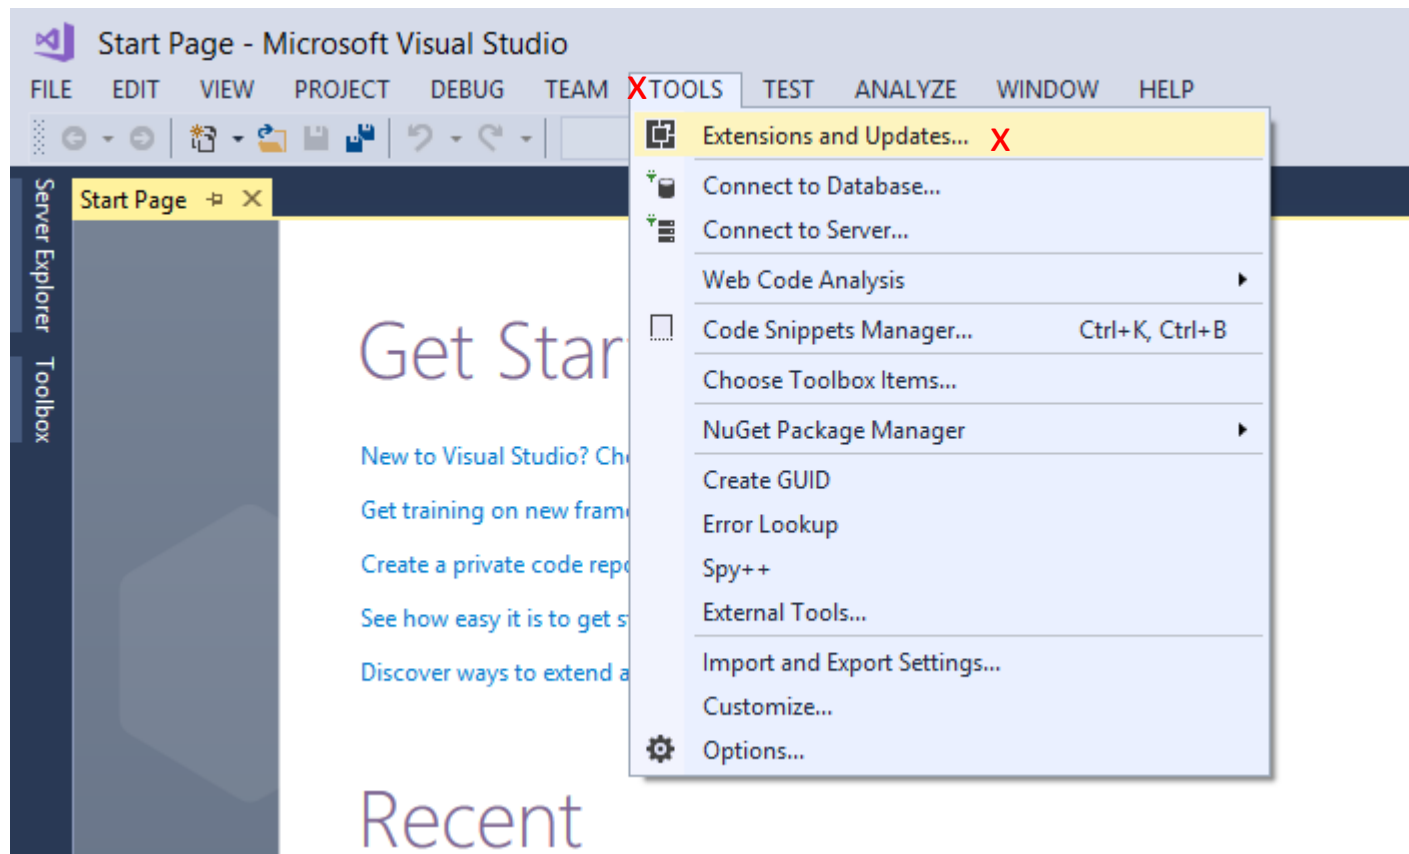 Start Page - Microsoft Visual Studio
FILE EDIT VIEW PROJECT DEBUG TEAM X TOOLS TEST ANALYZE WINDOW HELP
Extensions and Updates... X
Connect to Database...
Connect to Server...
Web Code Analysis
Code Snippets Manager... Ctrl+K, Ctrl+B
Choose Toolbox Items...
NuGet Package Manager
Create GUID
Error Lookup
Spy++
External Tools...
Import and Export Settings...
Customize...
Options...
Server Explorer
Toolbox
Start Page
Get Star
New to Visual Studio? Ch
Get training on new fram
Create a private code rep
See how easy it is to get s
Discover ways to extend a
Recent